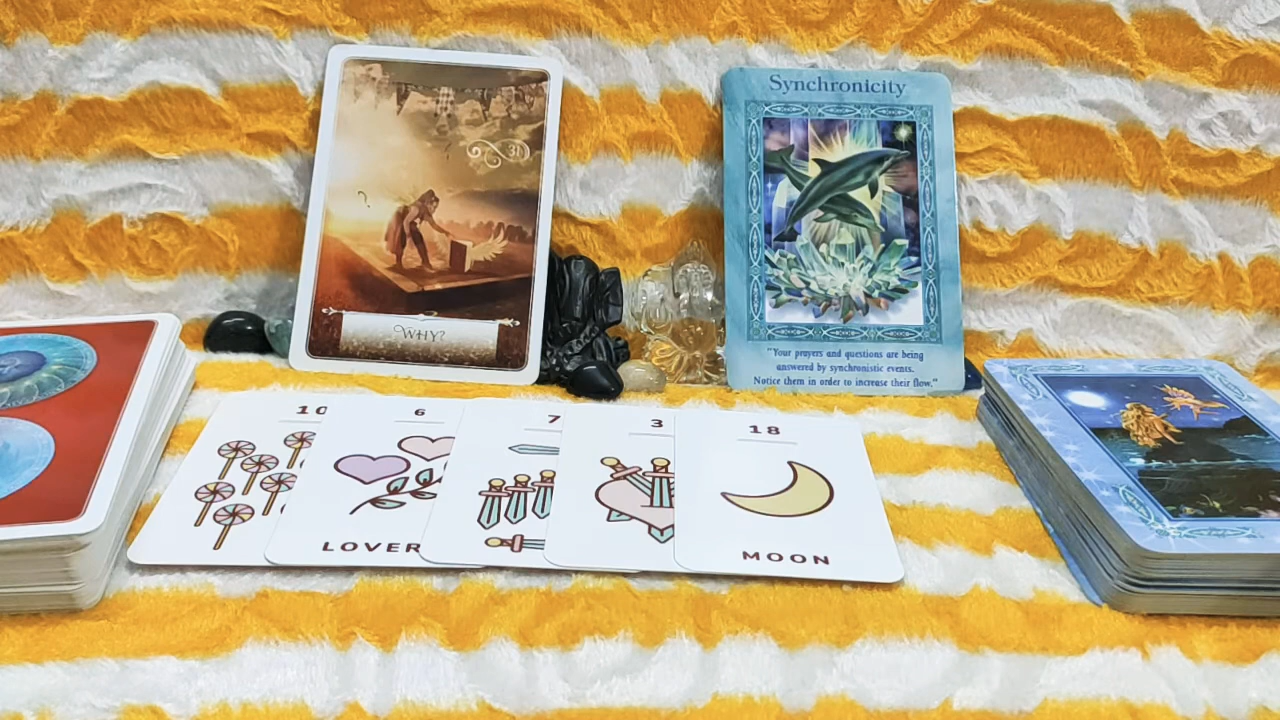 31
?
WHY?
Synchronicity
"Your prayers and questions are being
answered by synchronistic events.
Notice them in order to increase their flow."
10
6
LOVER
7
3
18
MOON